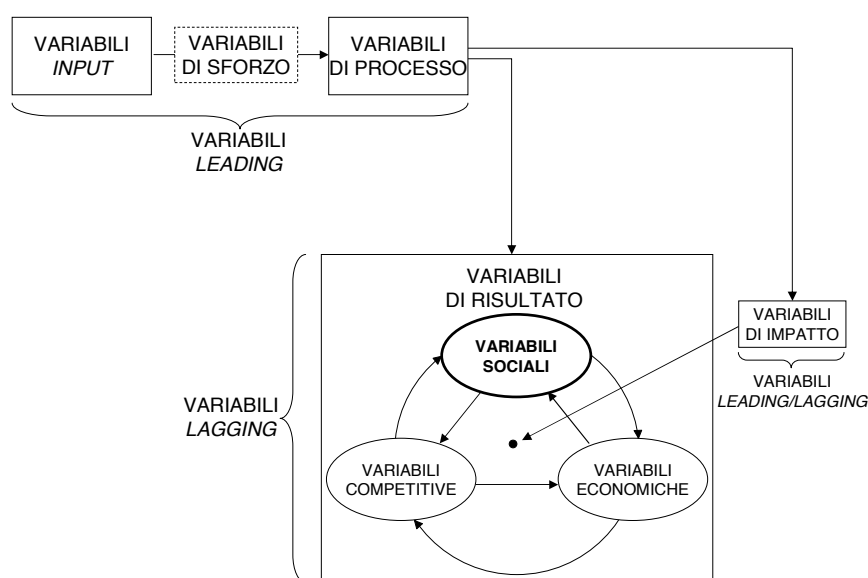 VARIABILI
INPUT
VARIABILI
DI SFORZO
VARIABILI
DI PROCESSO
VARIABILI
LEADING
VARIABILI
DI RISULTATO
VARIABILI
SOCIALI
VARIABILI
DI IMPATTO
VARIABILI
LEADING/LAGGING
VARIABILI
LAGGING
VARIABILI
COMPETITIVE
VARIABILI
ECONOMICHE